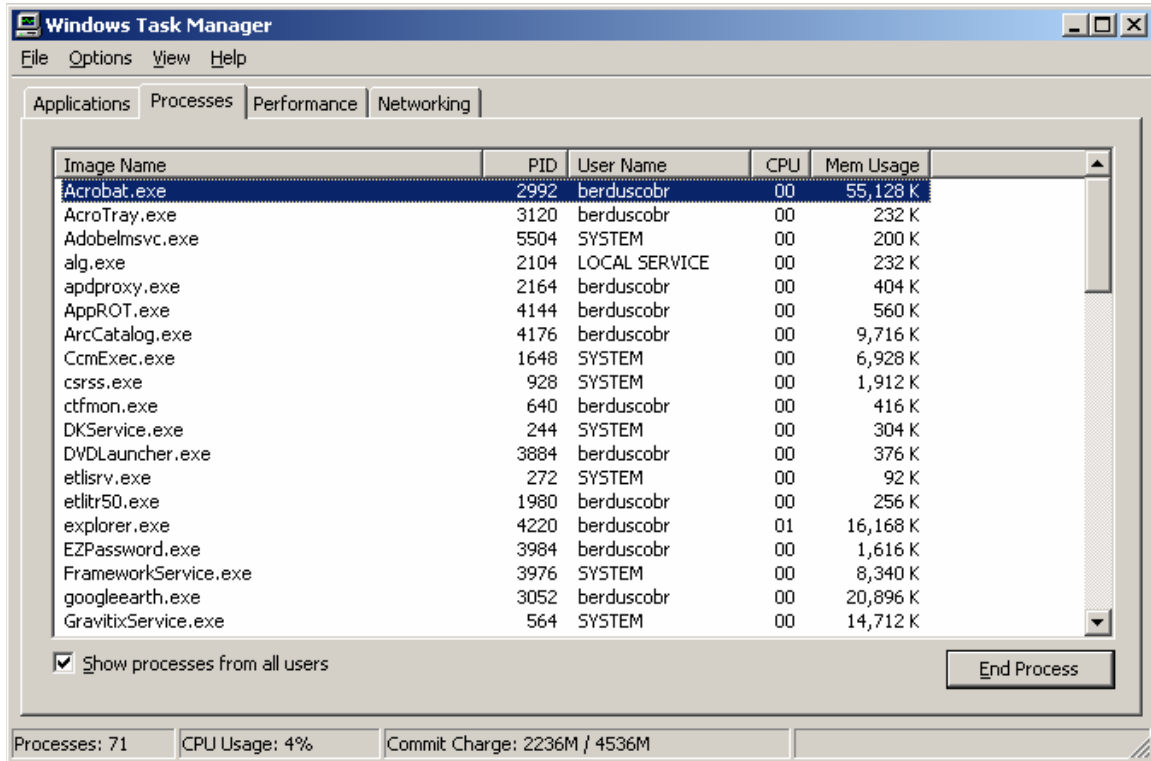 Windows Task Manager
File Options View Help
Applications Processes Performance Networking
Image Name PID User Name CPU Mem Usage
Acrobat.exe 2992 berduscobr 00 55,128 K
AcroTray.exe 3120 berduscobr 00 232 K
Adobelmsvc.exe 5504 SYSTEM 00 200 K
alg.exe 2104 LOCAL SERVICE 00 232 K
apdproxy.exe 2164 berduscobr 00 404 K
AppROT.exe 4144 berduscobr 00 560 K
ArcCatalog.exe 4176 berduscobr 00 9,716 K
CcmExec.exe 1648 SYSTEM 00 6,928 K
csrss.exe 928 SYSTEM 00 1,912 K
ctfmon.exe 640 berduscobr 00 416 K
DKService.exe 244 SYSTEM 00 304 K
DVDLauncher.exe 3884 berduscobr 00 376 K
etlisrv.exe 272 SYSTEM 00 92 K
etlitr50.exe 1980 berduscobr 00 256 K
explorer.exe 4220 berduscobr 01 16,168 K
EZPassword.exe 3984 berduscobr 00 1,616 K
FrameworkService.exe 3976 SYSTEM 00 8,340 K
googleearth.exe 3052 berduscobr 00 20,896 K
GravitixService.exe 564 SYSTEM 00 14,712 K
Show processes from all users
End Process
Processes: 71 CPU Usage: 4% Commit Charge: 2236M / 4536M